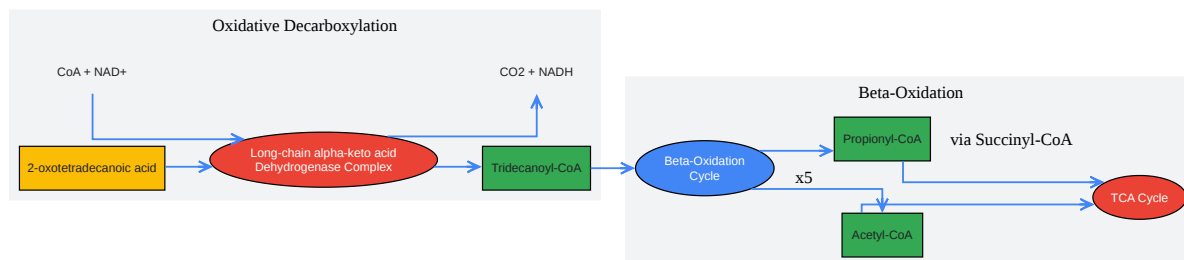 Oxidative Decarboxylation
CoA + NAD+
CO2 + NADH
2-oxotetradecanoic acid
Long-chain alpha-keto acid
Dehydrogenase Complex
Tridecanoyl-CoA
Beta-Oxidation
Beta-Oxidation
Cycle
Propionyl-CoA
via Succinyl-CoA
x5
Acetyl-CoA
TCA Cycle